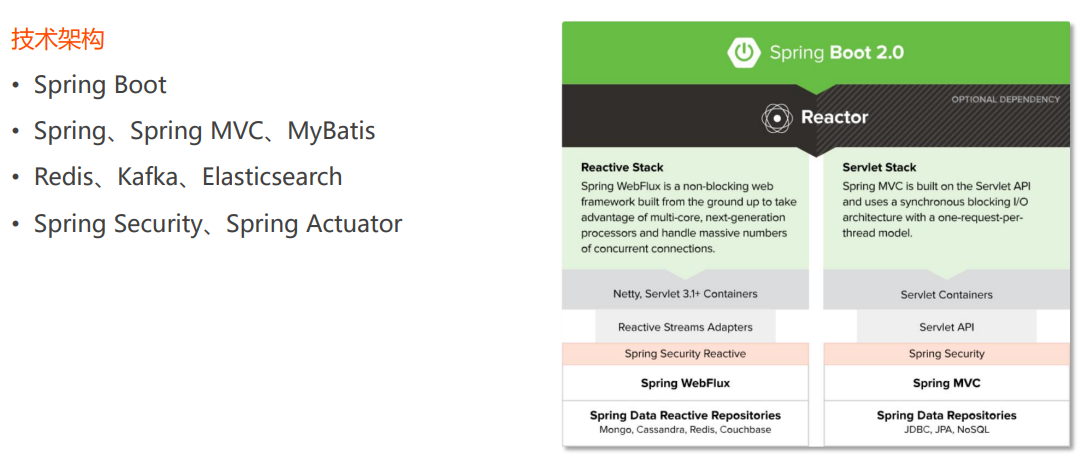 技术架构
• Spring Boot
• Spring、Spring MVC、MyBatis
• Redis、Kafka、Elasticsearch
• Spring Security、Spring Actuator
Spring Boot 2.0
OPTIONAL DEPENDENCY
Reactor
Reactive Stack
Spring WebFlux is a non-blocking web
framework built from the ground up to take
advantage of multi-core, next-generation
processors and handle massive numbers
of concurrent connections.
Netty, Servlet 3.1+ Containers
Reactive Streams Adapters
Spring Security Reactive
Spring WebFlux
Spring Data Reactive Repositories
Mongo, Cassandra, Redis, Couchbase
Servlet Stack
Spring MVC is built on the Servlet API
and uses a synchronous blocking I/O
architecture with a one-request-per-
thread model.
Servlet Containers
Servlet API
Spring Security
Spring MVC
Spring Data Repositories
JDBC, JPA, NoSQL